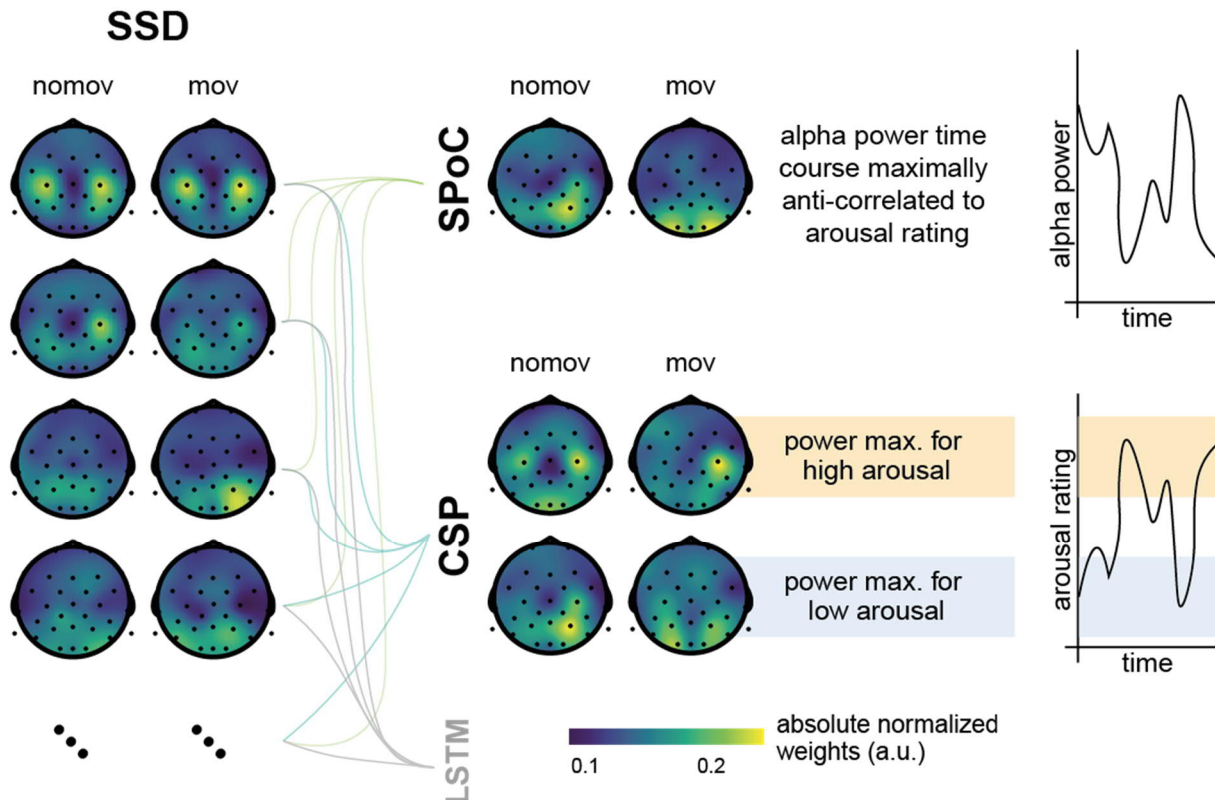 SSD
nomov
mov
SPoC
nomov
mov
alpha power time
course maximally
anti-correlated to
arousal rating
alpha power
time
CSP
nomov
mov
power max. for
high arousal
power max. for
low arousal
arousal rating
time
LSTM
0.1
0.2
absolute normalized
weights (a.u.)